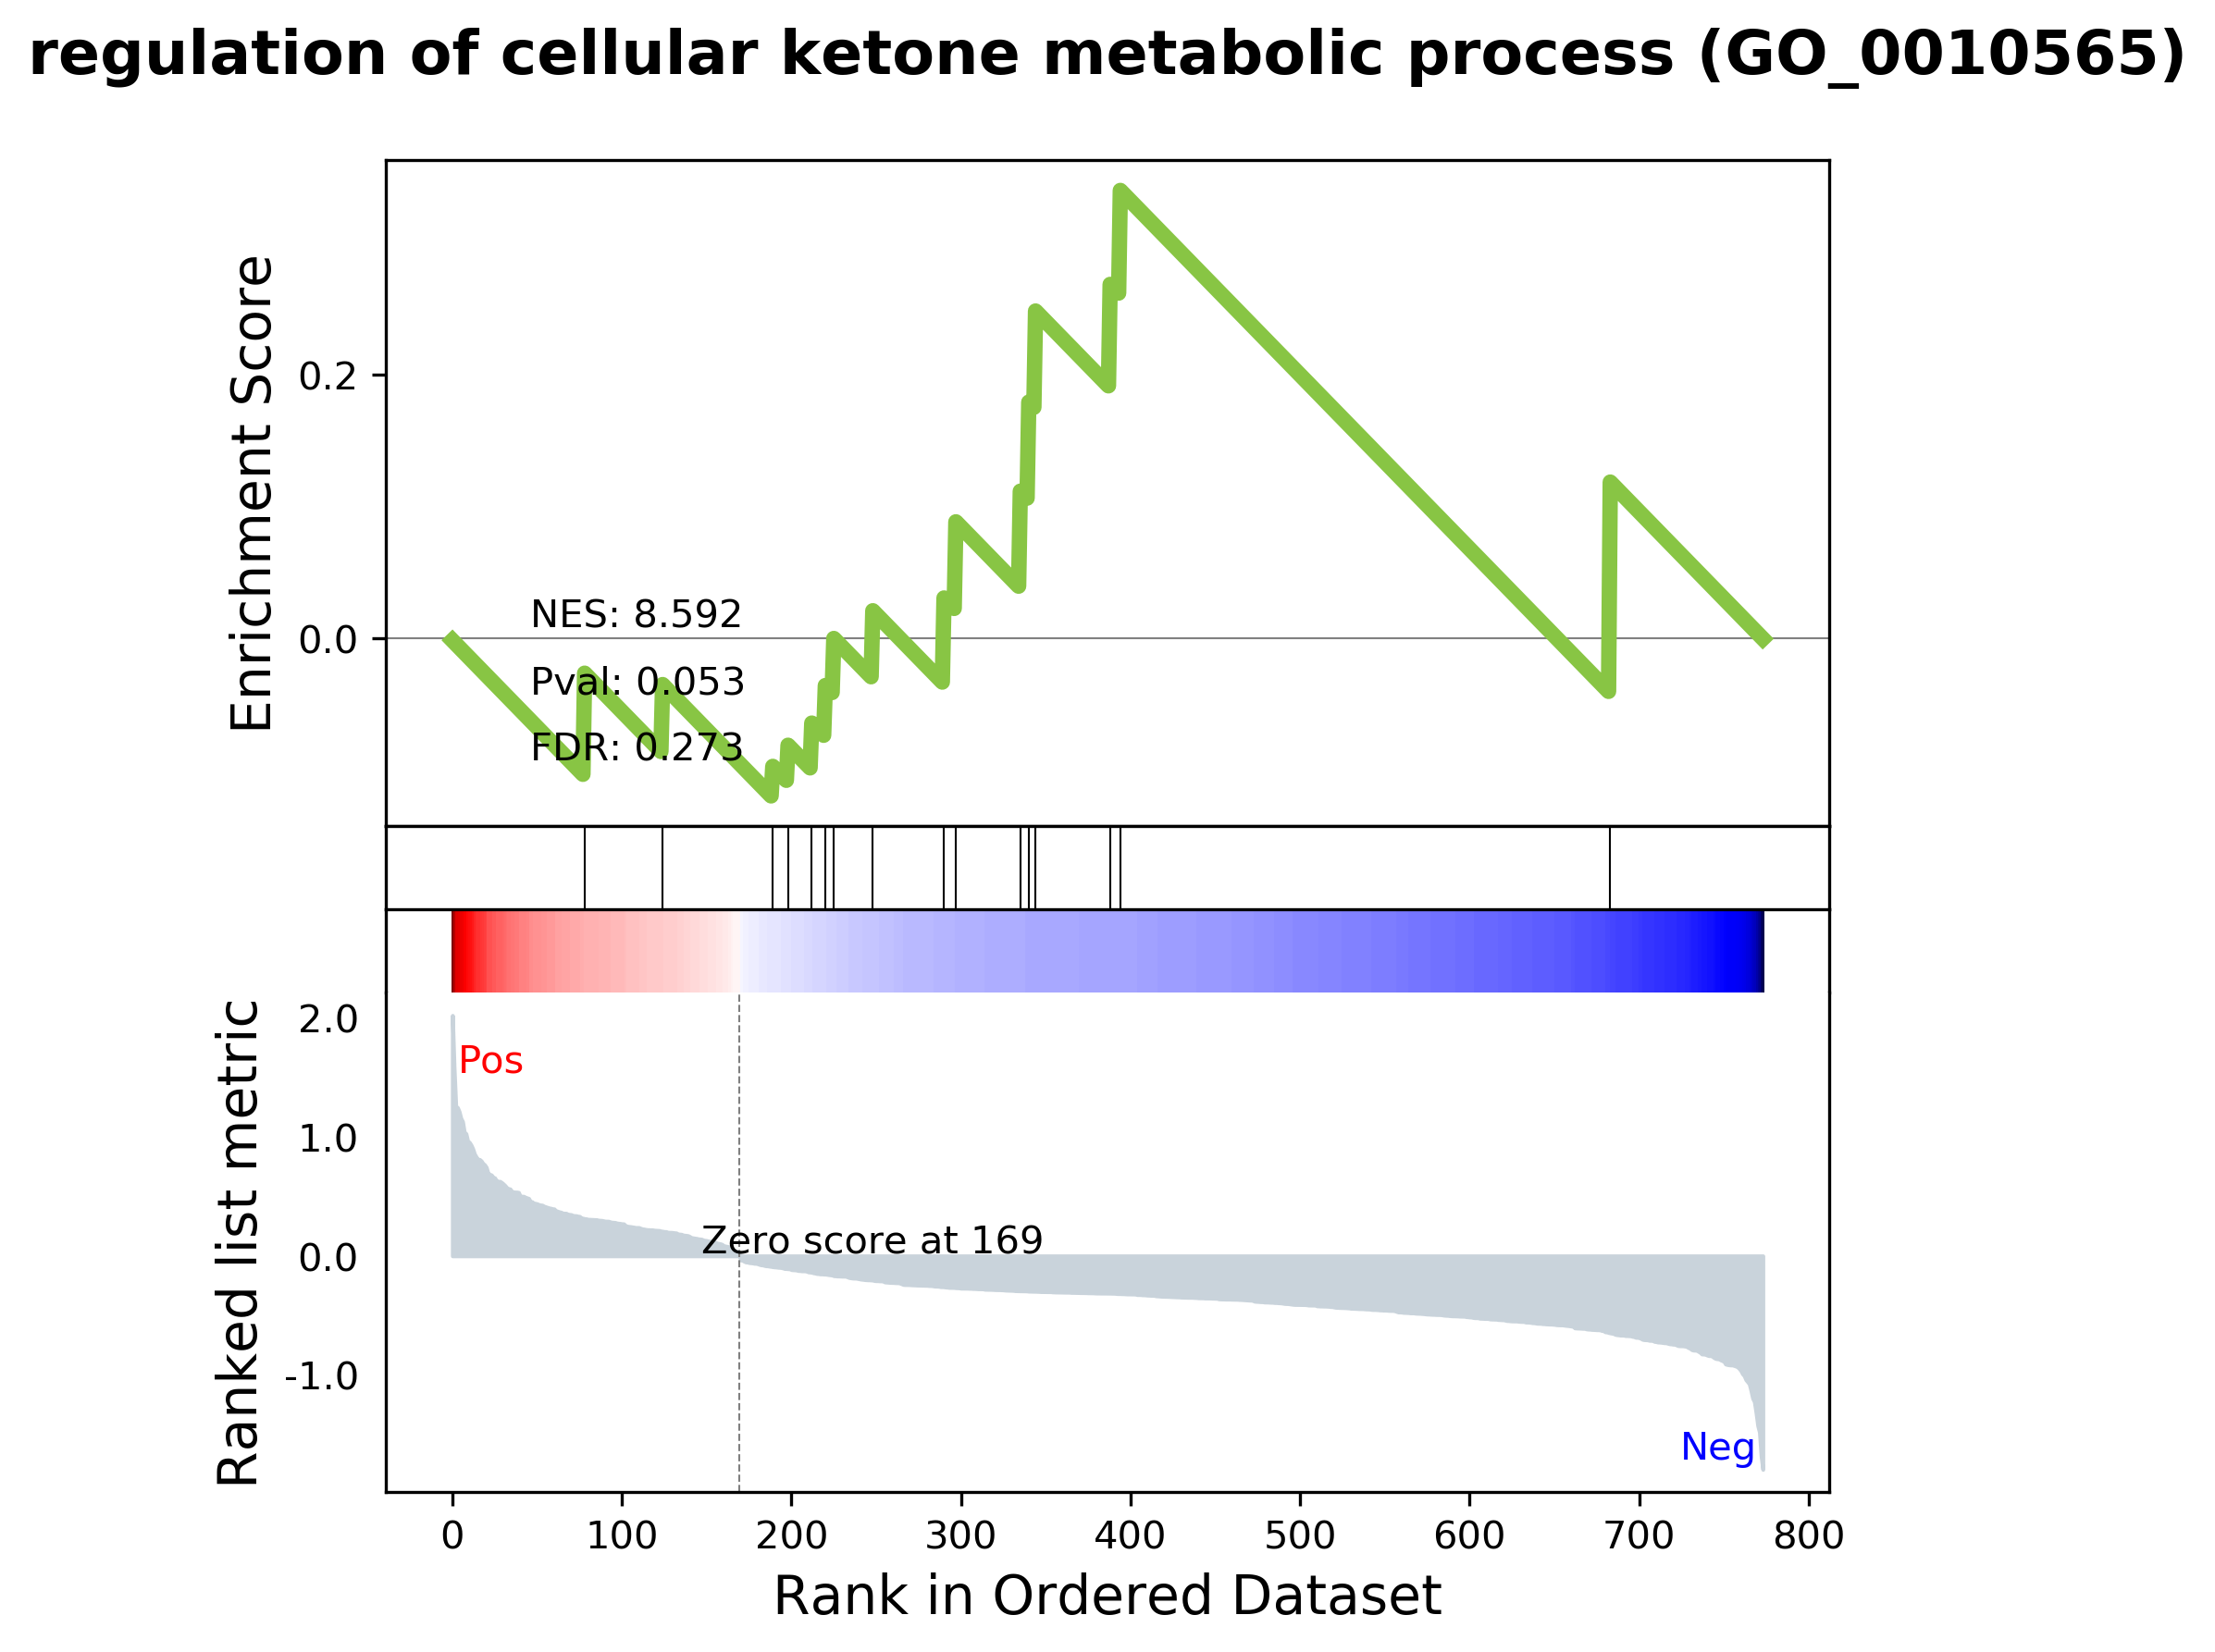 regulation of cellular ketone metabolic process (GO_0010565)
Enrichment Score
0.2
0.0
NES: 8.592
Pval: 0.053
FDR: 0.273
Ranked list metric
2.0
1.0
0.0
-1.0
Pos
Zero score at 169
Neg
0 100 200 300 400 500 600 700 800
Rank in Ordered Dataset